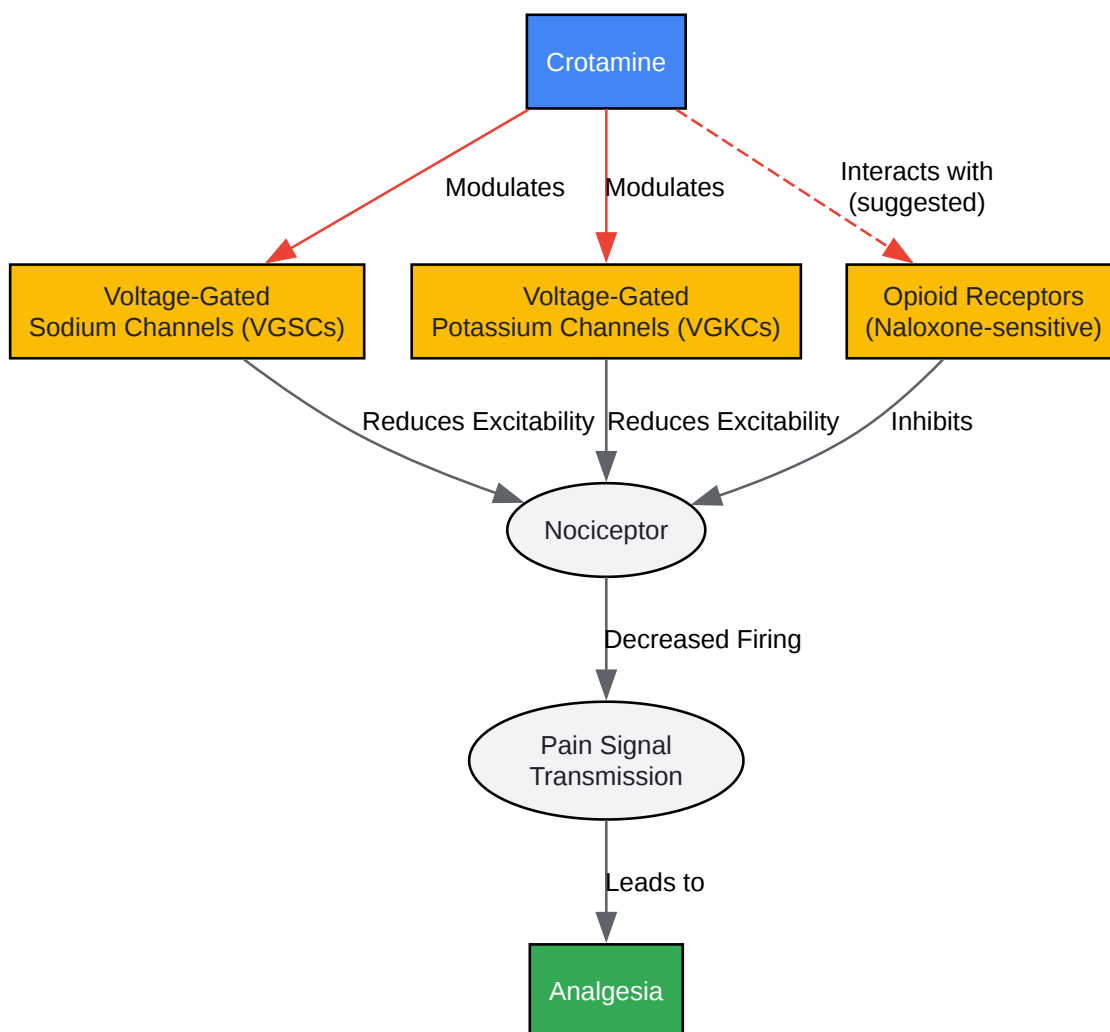 Crotamine
Modulates
Modulates
Interacts with
(suggested)
Voltage-Gated
Sodium Channels (VGSCs)
Voltage-Gated
Potassium Channels (VGKCs)
Opioid Receptors
(Naloxone-sensitive)
Reduces Excitability
Reduces Excitability
Inhibits
Nociceptor
Decreased Firing
Pain Signal
Transmission
Leads to
Analgesia